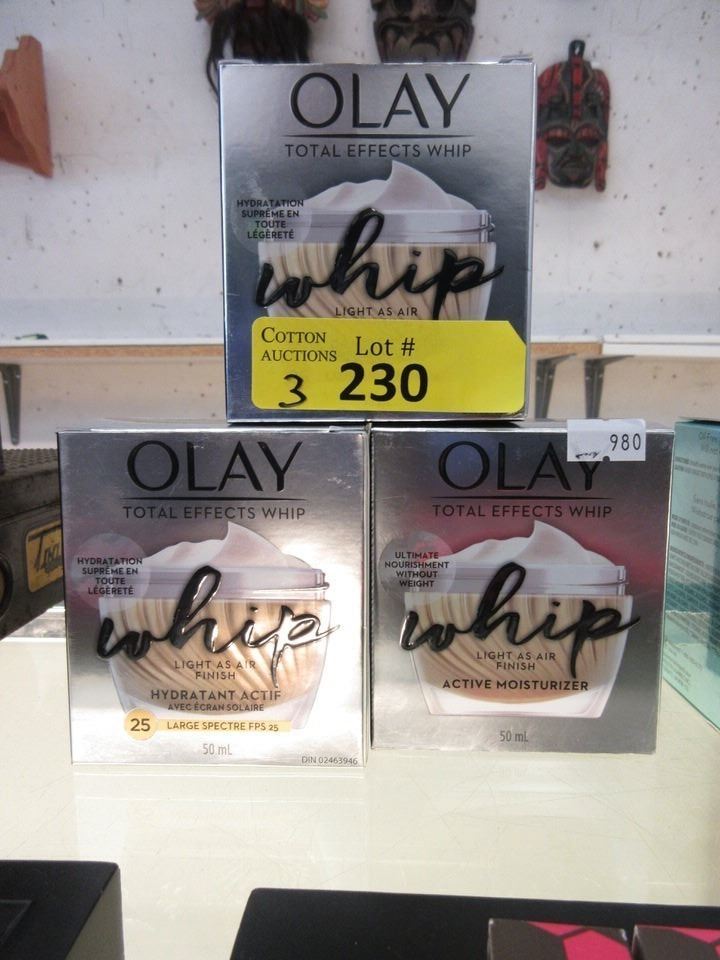 OLAY
TOTAL EFFECTS WHIP
HYDRATATION
SUPRÊME EN
TOUTE
LÉGÈRETÉ
whip
LIGHT AS AIR
COTTON
AUCTIONS
Lot #
3
230
OLAY
TOTAL EFFECTS WHIP
HYDRATATION
SUPRÊME EN
TOUTE
LÉGÈRETÉ
whip
LIGHT AS AIR
FINISH
HYDRATANT ACTIF
AVEC ÉCRAN SOLAIRE
25
LARGE SPECTRE FPS 25
50 mL
DIN 02463946
980
OLAY
TOTAL EFFECTS WHIP
ULTIMATE
NOURISHMENT
WITHOUT
WEIGHT
whip
LIGHT AS AIR
FINISH
ACTIVE MOISTURIZER
50 mL